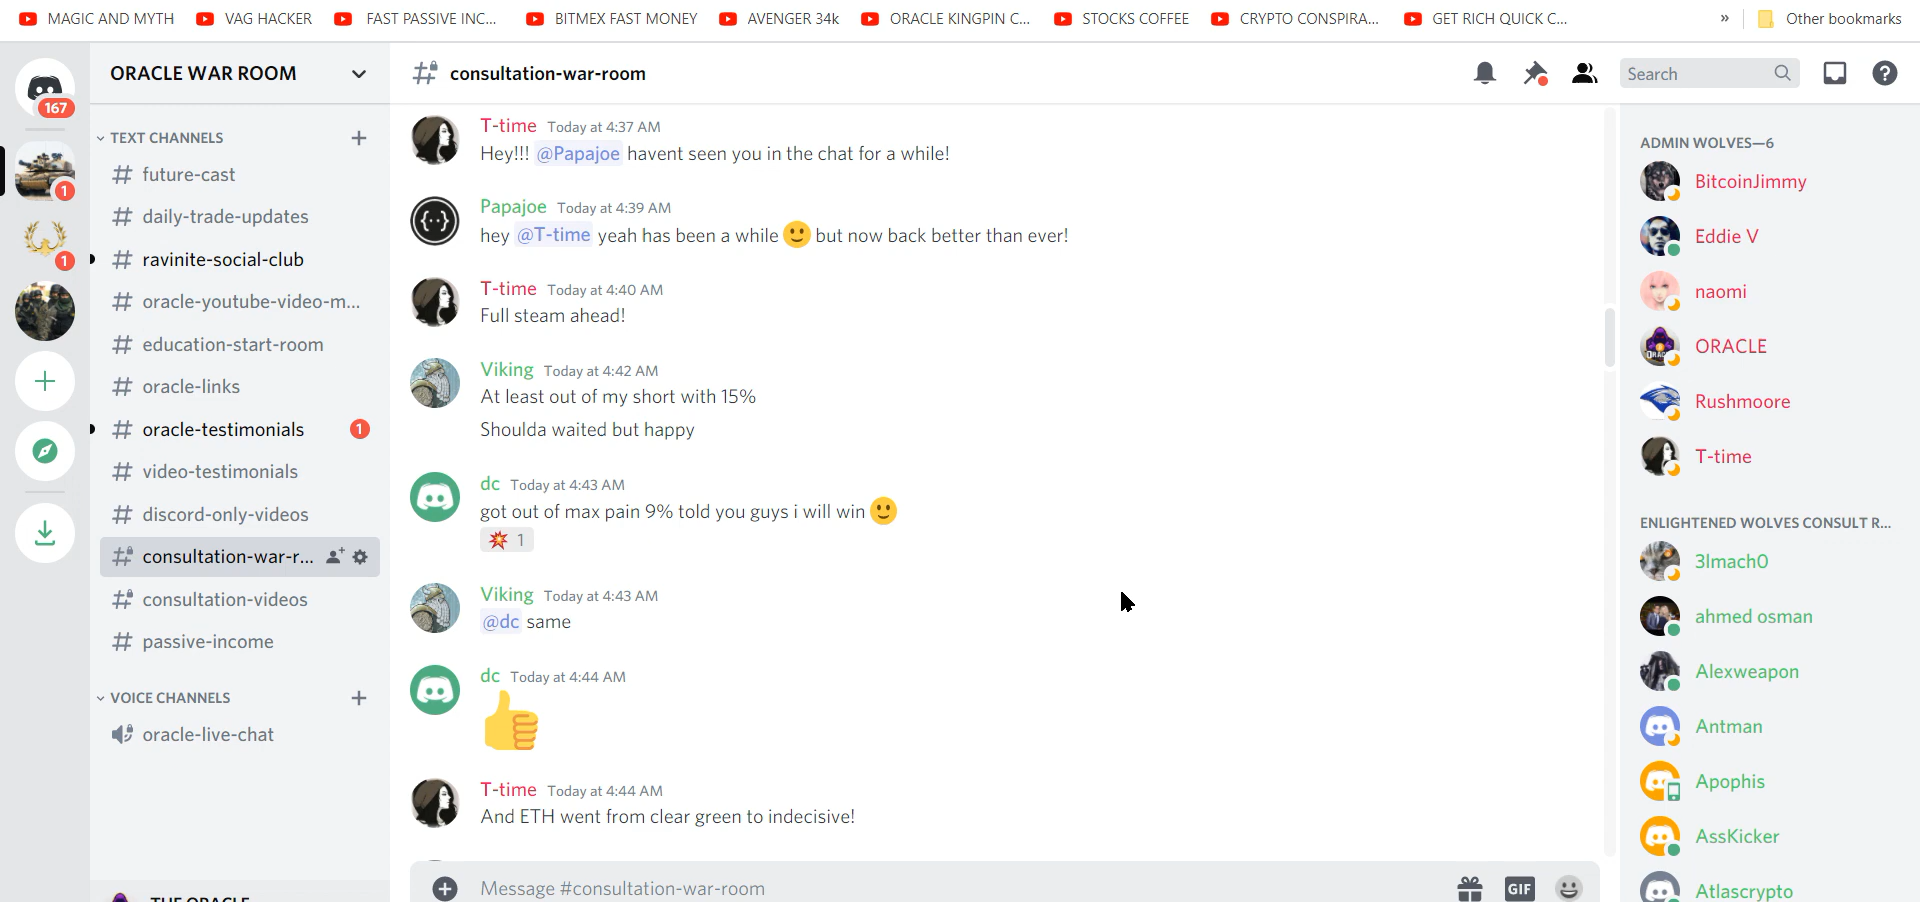 MAGIC AND MYTH
VAG HACKER
FAST PASSIVE INC...
BITMEX FAST MONEY
AVENGER 34k
ORACLE KINGPIN C...
STOCKS COFFEE
CRYPTO CONSPIRA...
GET RICH QUICK C...
»
Other bookmarks
167
1
1
ORACLE WAR ROOM
TEXT CHANNELS
# future-cast
# daily-trade-updates
# ravinite-social-club
# oracle-youtube-video-m...
# education-start-room
# oracle-links
# oracle-testimonials 1
# video-testimonials
# discord-only-videos
# consultation-war-r...
# consultation-videos
# passive-income
VOICE CHANNELS
oracle-live-chat
THE ORACLE
# consultation-war-room
Search
T-time Today at 4:37 AM
Hey!!! @Papajoe havent seen you in the chat for a while!
Papajoe Today at 4:39 AM
hey @T-time yeah has been a while 🙂 but now back better than ever!
T-time Today at 4:40 AM
Full steam ahead!
Viking Today at 4:42 AM
At least out of my short with 15%
Shoulda waited but happy
dc Today at 4:43 AM
got out of max pain 9% told you guys i will win 🙂
💥 1
Viking Today at 4:43 AM
@dc same
dc Today at 4:44 AM
👍
T-time Today at 4:44 AM
And ETH went from clear green to indecisive!
Message #consultation-war-room
GIF
ADMIN WOLVES—6
BitcoinJimmy
Eddie V
naomi
ORACLE
Rushmoore
T-time
ENLIGHTENED WOLVES CONSULT R...
3lmach0
ahmed osman
Alexweapon
Antman
Apophis
AssKicker
Atlascrypto